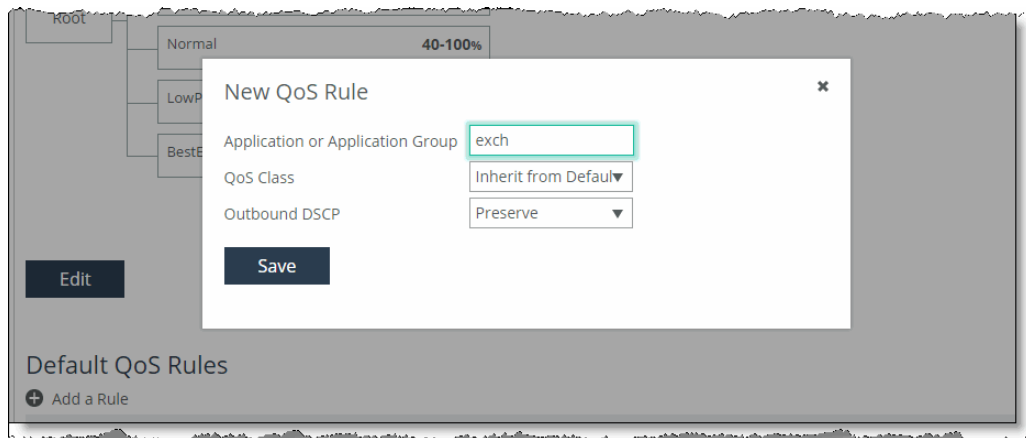 Root
Normal 40-100%
LowP
BestE
New QoS Rule
Application or Application Group exch
QoS Class Inherit from Defaul
Outbound DSCP Preserve
Save
Edit
Default QoS Rules
Add a Rule